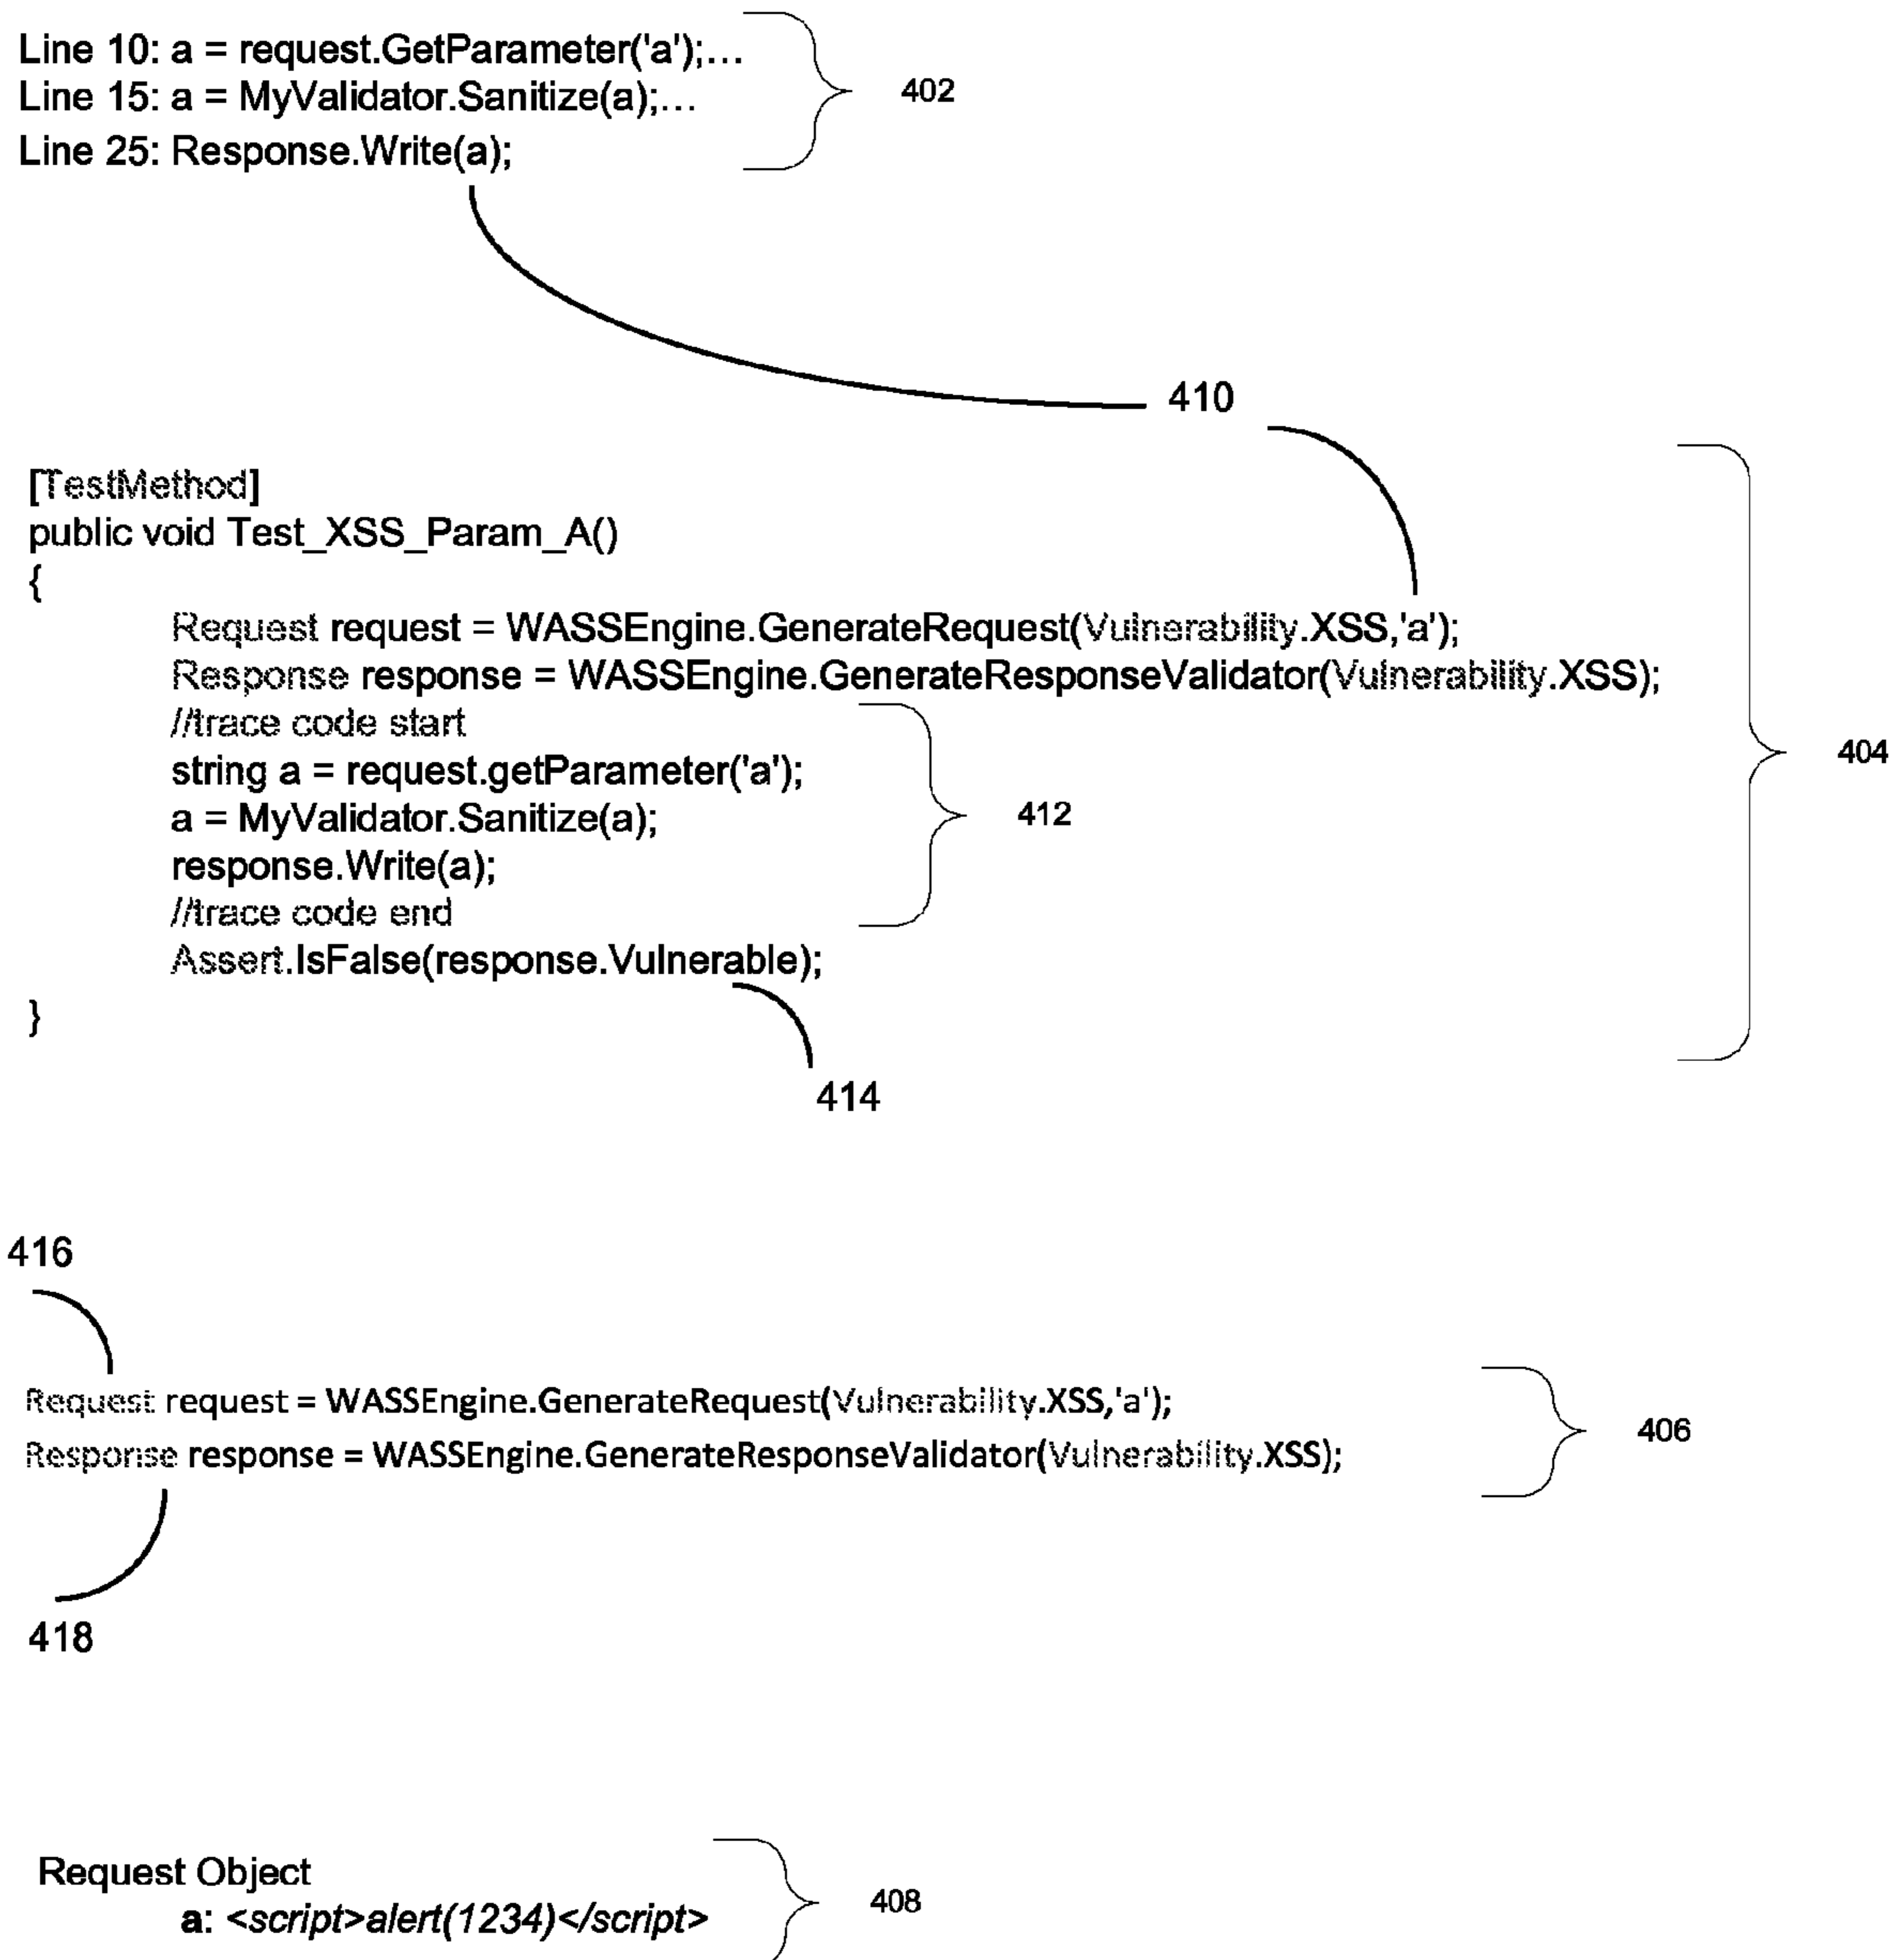 Line 10: a = request.GetParameter('a');...
Line 15: a = MyValidator.Sanitize(a);...
402
Line 25: Response.Write(a);
410
[TestMethod]
public void Test_XSS_Param_A()
{
Request request = WASSEngine.GenerateRequest(Vulnerability.XSS,'a');
Response response = WASSEngine.GenerateResponseValidator(Vulnerability.XSS);
//trace code start
404
string a = request.getParameter('a');
a = MyValidator.Sanitize(a);
412
response.Write(a);
//trace code end
Assert.IsFalse(response.Vulnerable);
}
414
416
Request request = WASSEngine.GenerateRequest(Vulnerability.XSS,'a');
406
Response response = WASSEngine.GenerateResponseValidator(Vulnerability.XSS);
418
Request Object
408
a: <script>alert(1234)</script>